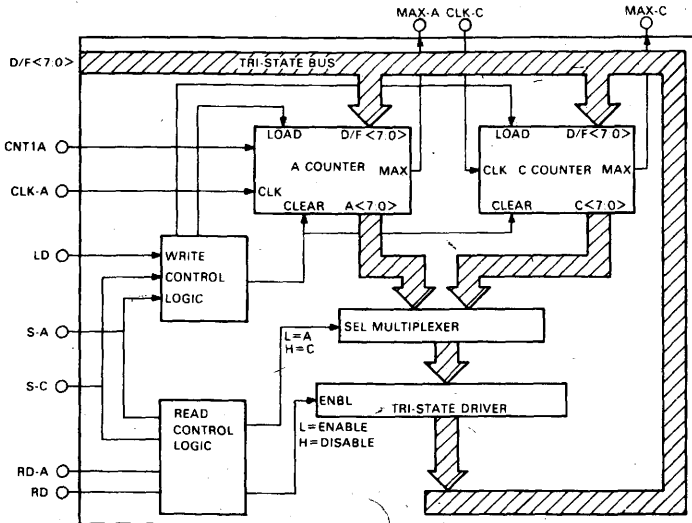 MAX-A CLK-C MAX-C
D/F<7:0>
TRI-STATE BUS
LOAD D/F<7:0>
LOAD D/F<7:0>
CNT1A
A COUNTER
MAX
CLK C COUNTER MAX
CLK-A
CLK
CLEAR A<7:0>
CLEAR C<7:0>
LD
WRITE
CONTROL
LOGIC
S-A
L=A
H=C
SEL MULTIPLEXER
S-C
READ
CONTROL
LOGIC
ENBL
TRI-STATE DRIVER
L=ENABLE
H=DISABLE
RD-A
RD